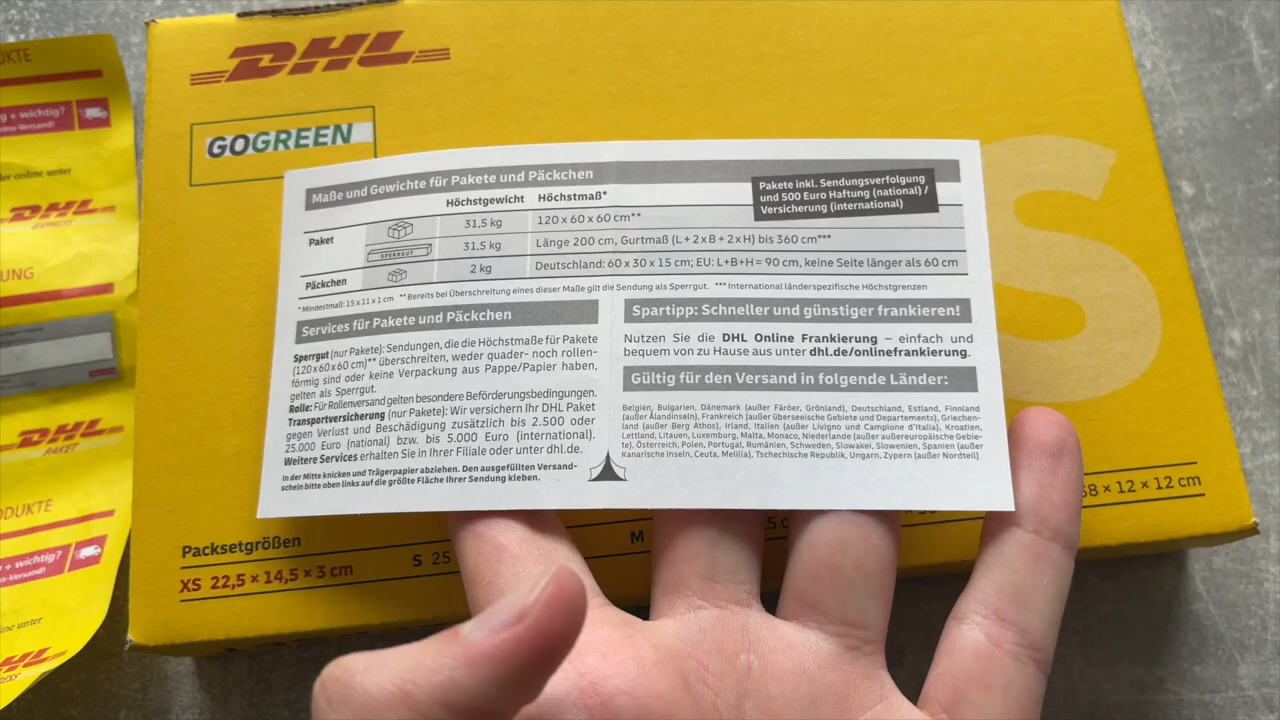 DHL
GOGREEN
Maße und Gewichte für Pakete und Päckchen
Höchstgewicht Höchstmaß*
Pakete inkl. Sendungsverfolgung
und 500 Euro Haftung (national) /
Versicherung (international)
Paket
31,5 kg 120 x 60 x 60 cm**
SPERRGUT 31,5 kg Länge 200 cm, Gurtmaß (L + 2 x B + 2 x H) bis 360 cm***
Päckchen 2 kg Deutschland: 60 x 30 x 15 cm; EU: L+B+H = 90 cm, keine Seite länger als 60 cm
* Mindestmaß: 15 x 11 x 1 cm ** Bereits bei Überschreitung eines dieser Maße gilt die Sendung als Sperrgut. *** International länderspezifische Höchstgrenzen
Services für Pakete und Päckchen
Sperrgut (nur Pakete): Sendungen, die die Höchstmaße für Pakete
(120x60x60 cm)** überschreiten, weder quader- noch rollen-
förmig sind oder keine Verpackung aus Pappe/Papier haben,
gelten als Sperrgut.
Rolle: Für Rollenversand gelten besondere Beförderungsbedingungen.
Transportversicherung (nur Pakete): Wir versichern Ihr DHL Paket
gegen Verlust und Beschädigung zusätzlich bis 2.500 oder
25.000 Euro (national) bzw. bis 5.000 Euro (international).
Weitere Services erhalten Sie in Ihrer Filiale oder unter dhl.de.
In der Mitte knicken und Trägerpapier abziehen. Den ausgefüllten Versand-
schein bitte oben links auf die größte Fläche Ihrer Sendung kleben.
Spartipp: Schneller und günstiger frankieren!
Nutzen Sie die DHL Online Frankierung – einfach und
bequem von zu Hause aus unter dhl.de/onlinefrankierung.
Gültig für den Versand in folgende Länder:
Belgien, Bulgarien, Dänemark (außer Färöer, Grönland), Deutschland, Estland, Finnland
(außer Ålandinseln), Frankreich (außer überseeische Gebiete und Departements), Griechen-
land (außer Berg Athos), Irland, Italien (außer Livigno und Campione d'Italia), Kroatien,
Lettland, Litauen, Luxemburg, Malta, Monaco, Niederlande (außer außereuropäische Gebie-
te), Österreich, Polen, Portugal, Rumänien, Schweden, Slowakei, Slowenien, Spanien (außer
Kanarische Inseln, Ceuta, Melilla), Tschechische Republik, Ungarn, Zypern (außer Nordteil)
S
Packsetgrößen
XS 22,5 × 14,5 × 3 cm S 25 M × 12 × 12 cm
+ wichtig?
online unter
DHL
EXPRESS
DHL
PAKET
+ wichtig?
unter